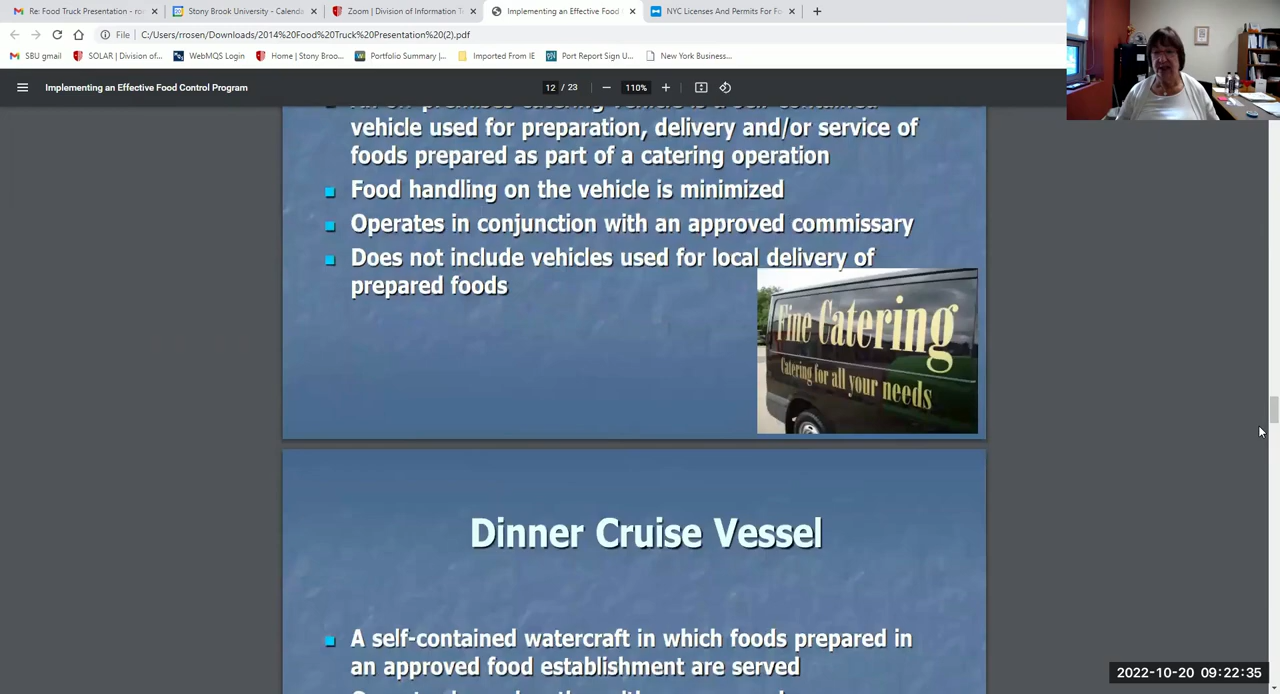 Re: Food Truck Presentation - ro
Stony Brook University - Calenda
Zoom | Division of Information T
Implementing an Effective Food
NYC Licenses And Permits For Fo
File
C:/Users/rrosen/Downloads/2014%20Food%20Truck%20Presentation%20(2).pdf
SBU gmail
SOLAR | Division of...
WebMQS Login
Home | Stony Broo...
Portfolio Summary |...
Imported From IE
Port Report Sign U...
New York Business...
Implementing an Effective Food Control Program
12 / 23
110%
vehicle used for preparation, delivery and/or service of
foods prepared as part of a catering operation
Food handling on the vehicle is minimized
Operates in conjunction with an approved commissary
Does not include vehicles used for local delivery of
prepared foods
Fine Catering
Catering for all your needs
Dinner Cruise Vessel
A self-contained watercraft in which foods prepared in
an approved food establishment are served
2022-10-20 09:22:35